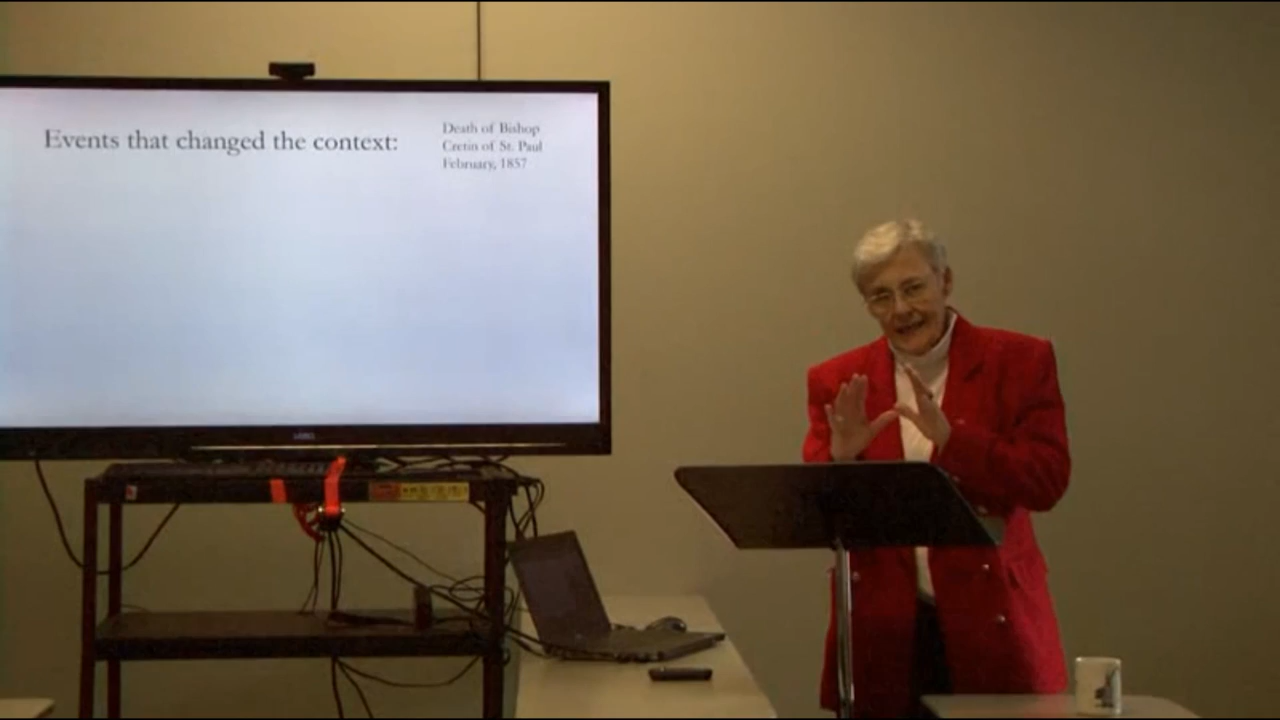 Events that changed the context:
Death of Bishop
Cretin of St. Paul
February, 1857